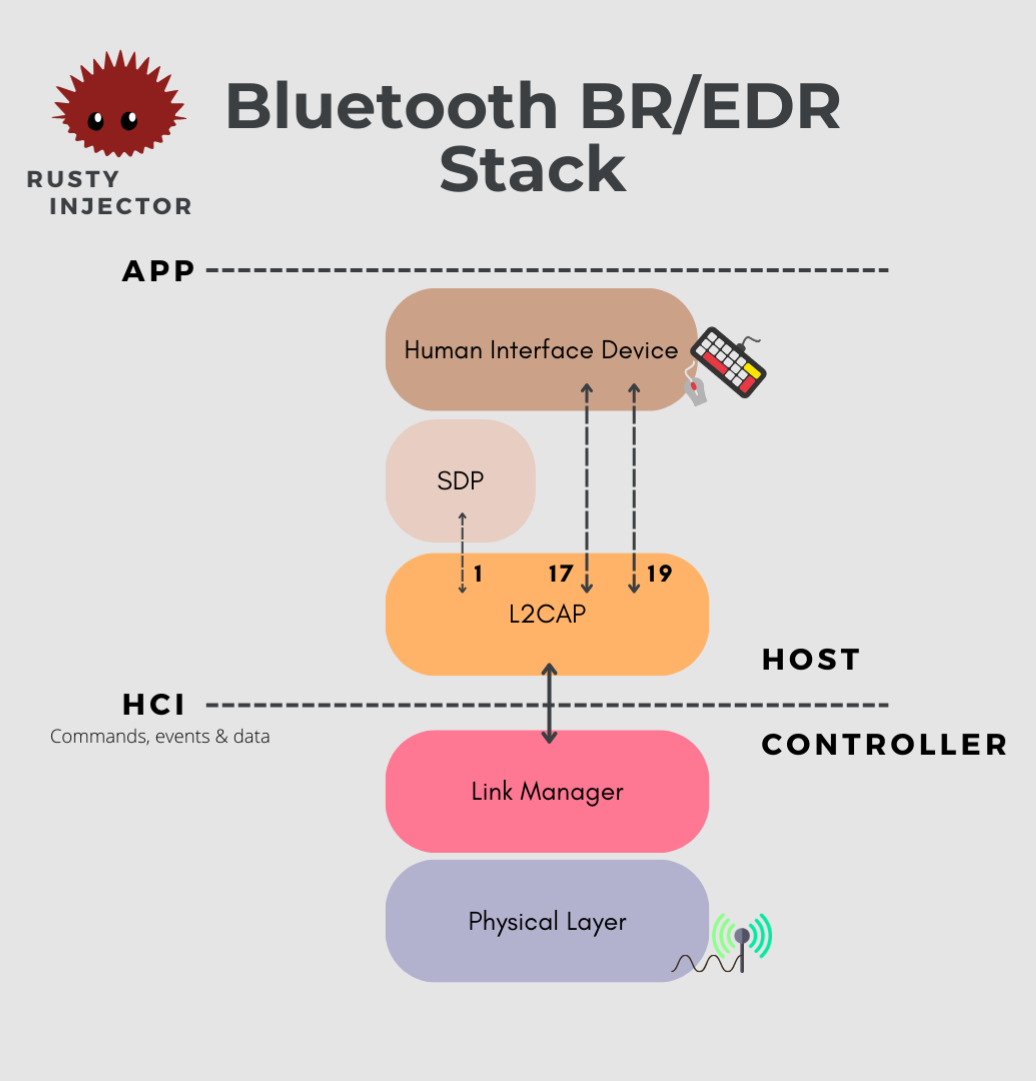 Bluetooth BR/EDR
Stack
RUSTY
INJECTOR
APP
Human Interface Device
SDP
1
17
19
L2CAP
HOST
HCI
Commands, events & data
CONTROLLER
Link Manager
Physical Layer